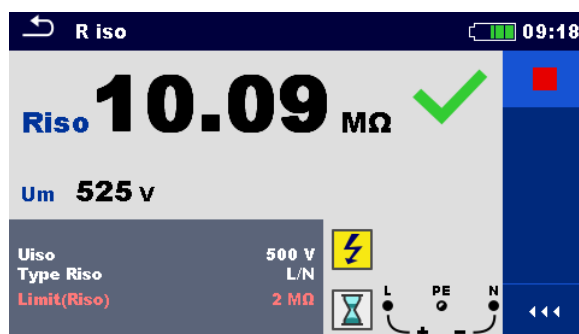 R iso 09:18
Riso 10.09 MΩ
Um 525 V
Uiso 500 V
Type Riso L/N
Limit(Riso) 2 MΩ
L PE N
+ -